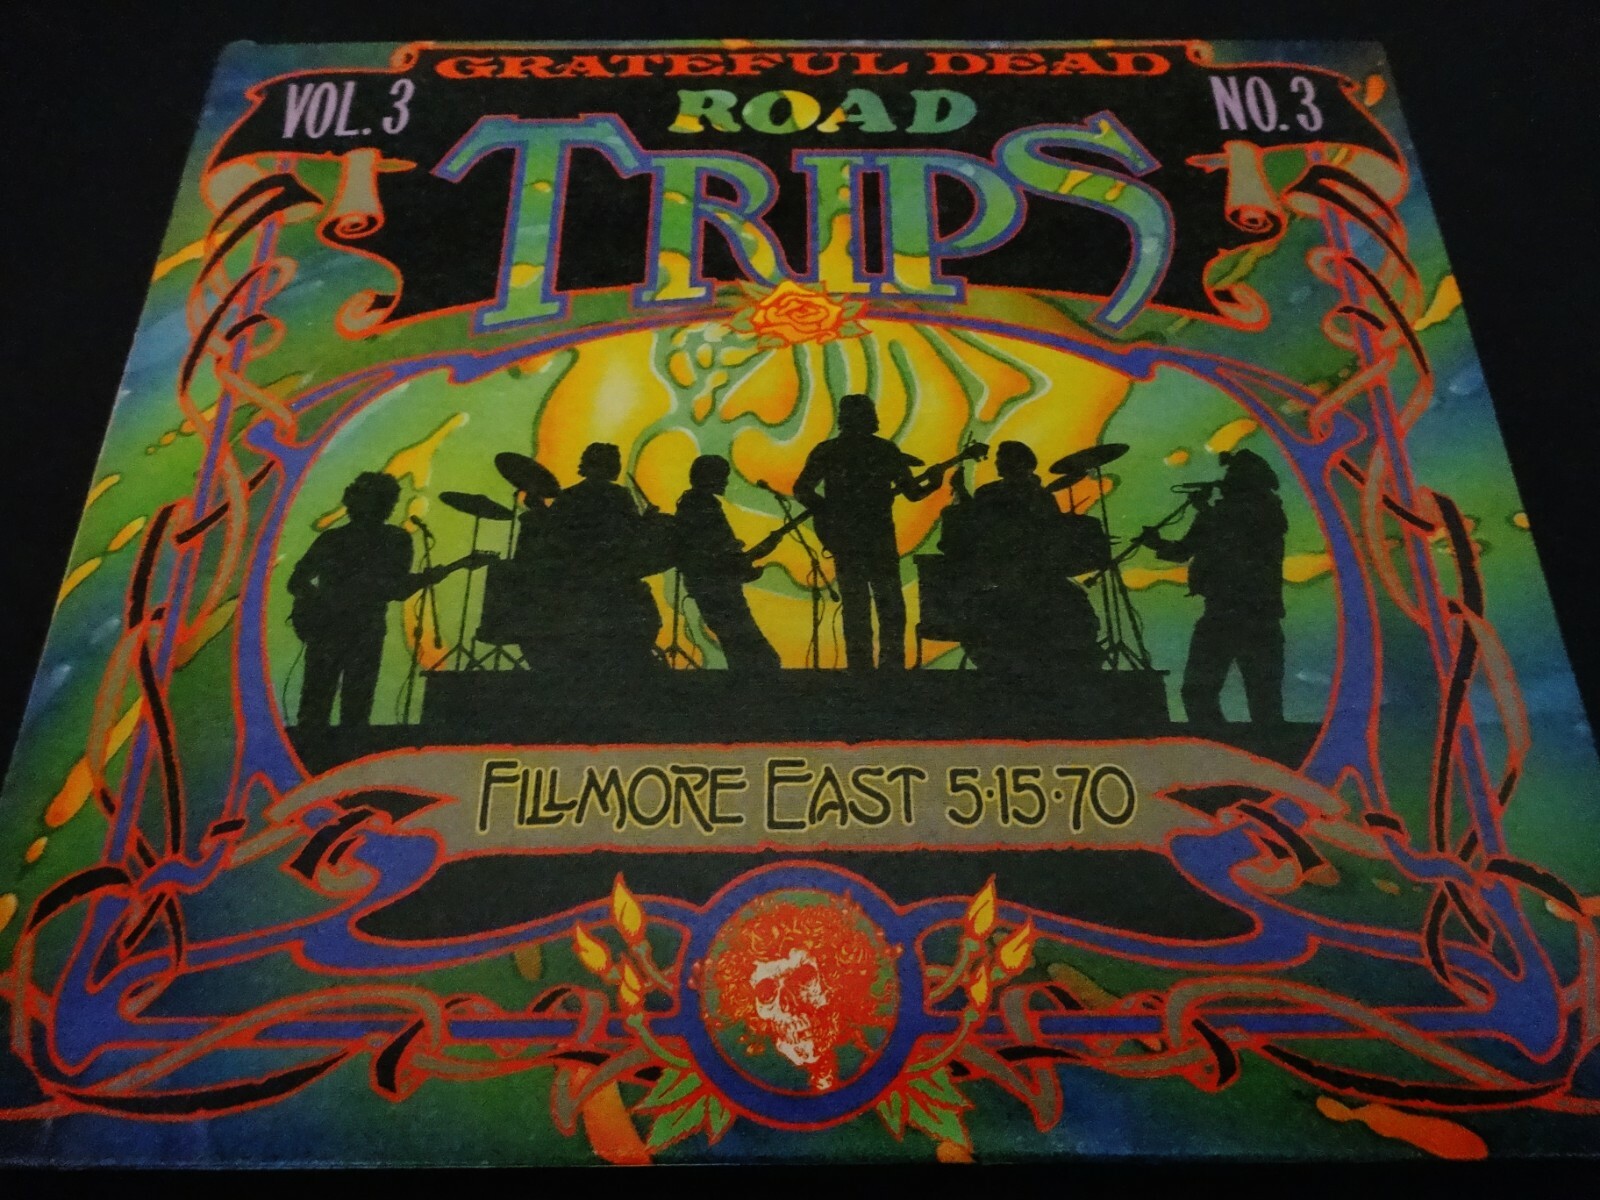 GRATEFUL DEAD
VOL. 3
ROAD
NO. 3
TRIPS
FILLMORE EAST 5·15·70